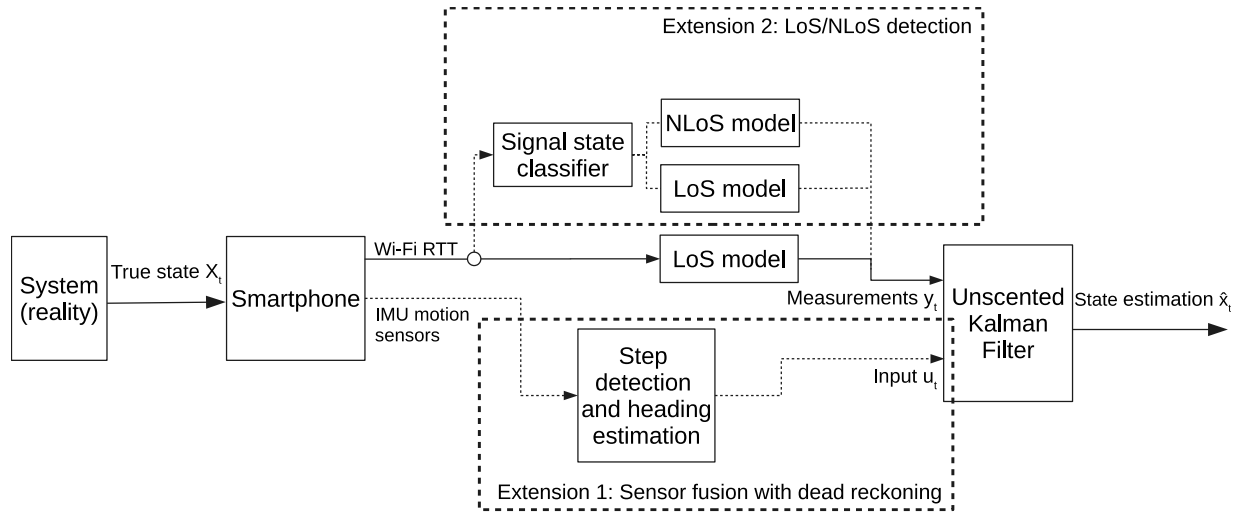 Extension 2: LoS/NLoS detection
NLoS model
Signal state
classifier
LoS model
Wi-Fi RTT
System
(reality)
True state X_t
Smartphone
LoS model
IMU motion
sensors
Measurements y_t
Unscented
Kalman
Filter
State estimation x̂_t
Step
detection
and heading
estimation
Input u_t
Extension 1: Sensor fusion with dead reckoning